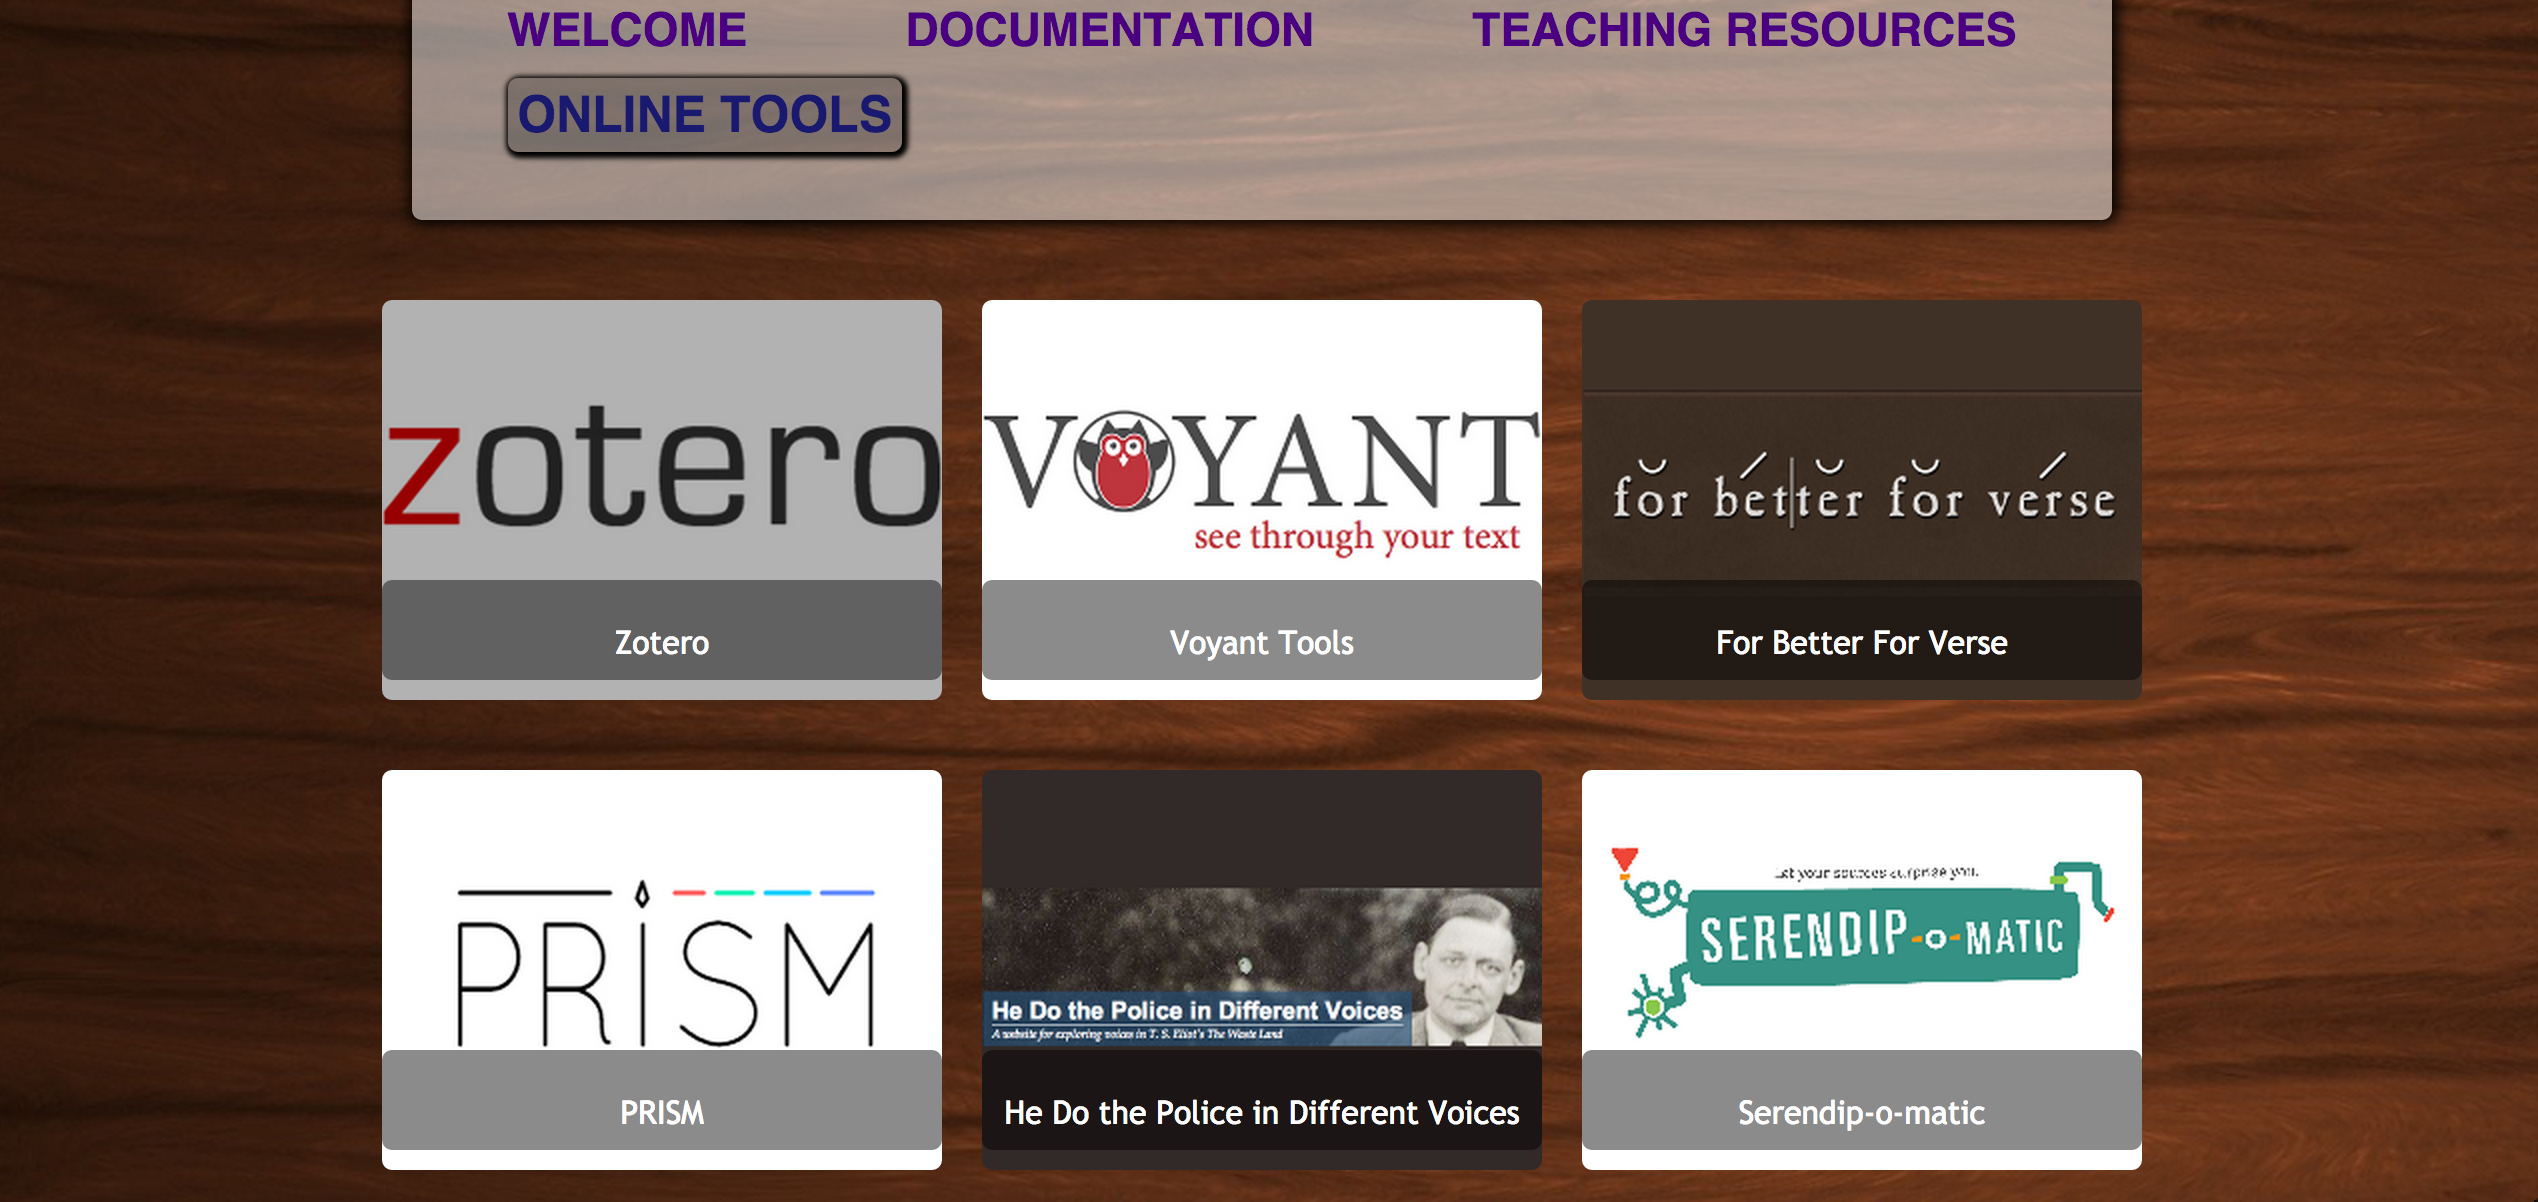 WELCOME DOCUMENTATION TEACHING RESOURCES
ONLINE TOOLS
zotero
Zotero
VOYANT
see through your text
Voyant Tools
for better for verse
For Better For Verse
PRISM
PRISM
He Do the Police in Different Voices
A website for exploring voices in T. S. Eliot's The Waste Land
He Do the Police in Different Voices
Let your sources surprise you.
SERENDIP-o-MATIC
Serendip-o-matic